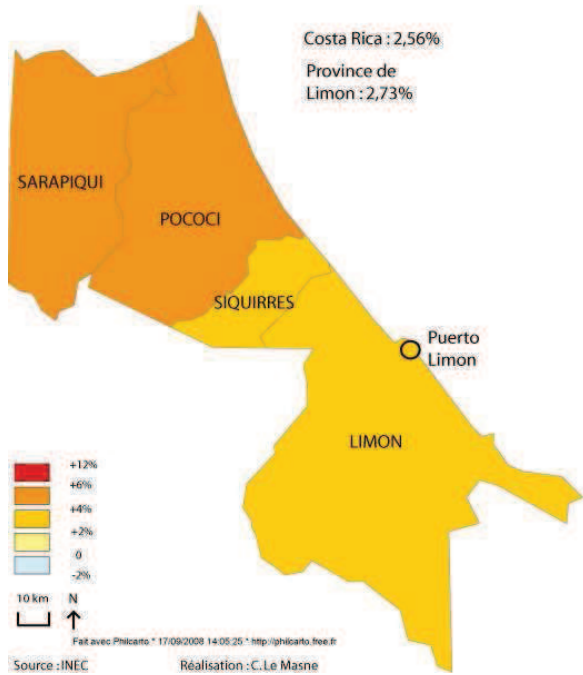 Costa Rica : 2,56%
Province de
Limon : 2,73%
SARAPIQUI
POCOCI
SIQUIRRES
Puerto
Limon
LIMON
+12%
+6%
+4%
+2%
0
-2%
10 km
N
Fait avec Philcarto * 17/09/2008 14:05:25 * http://philcarto.free.fr
Source : INEC
Réalisation : C. Le Masne